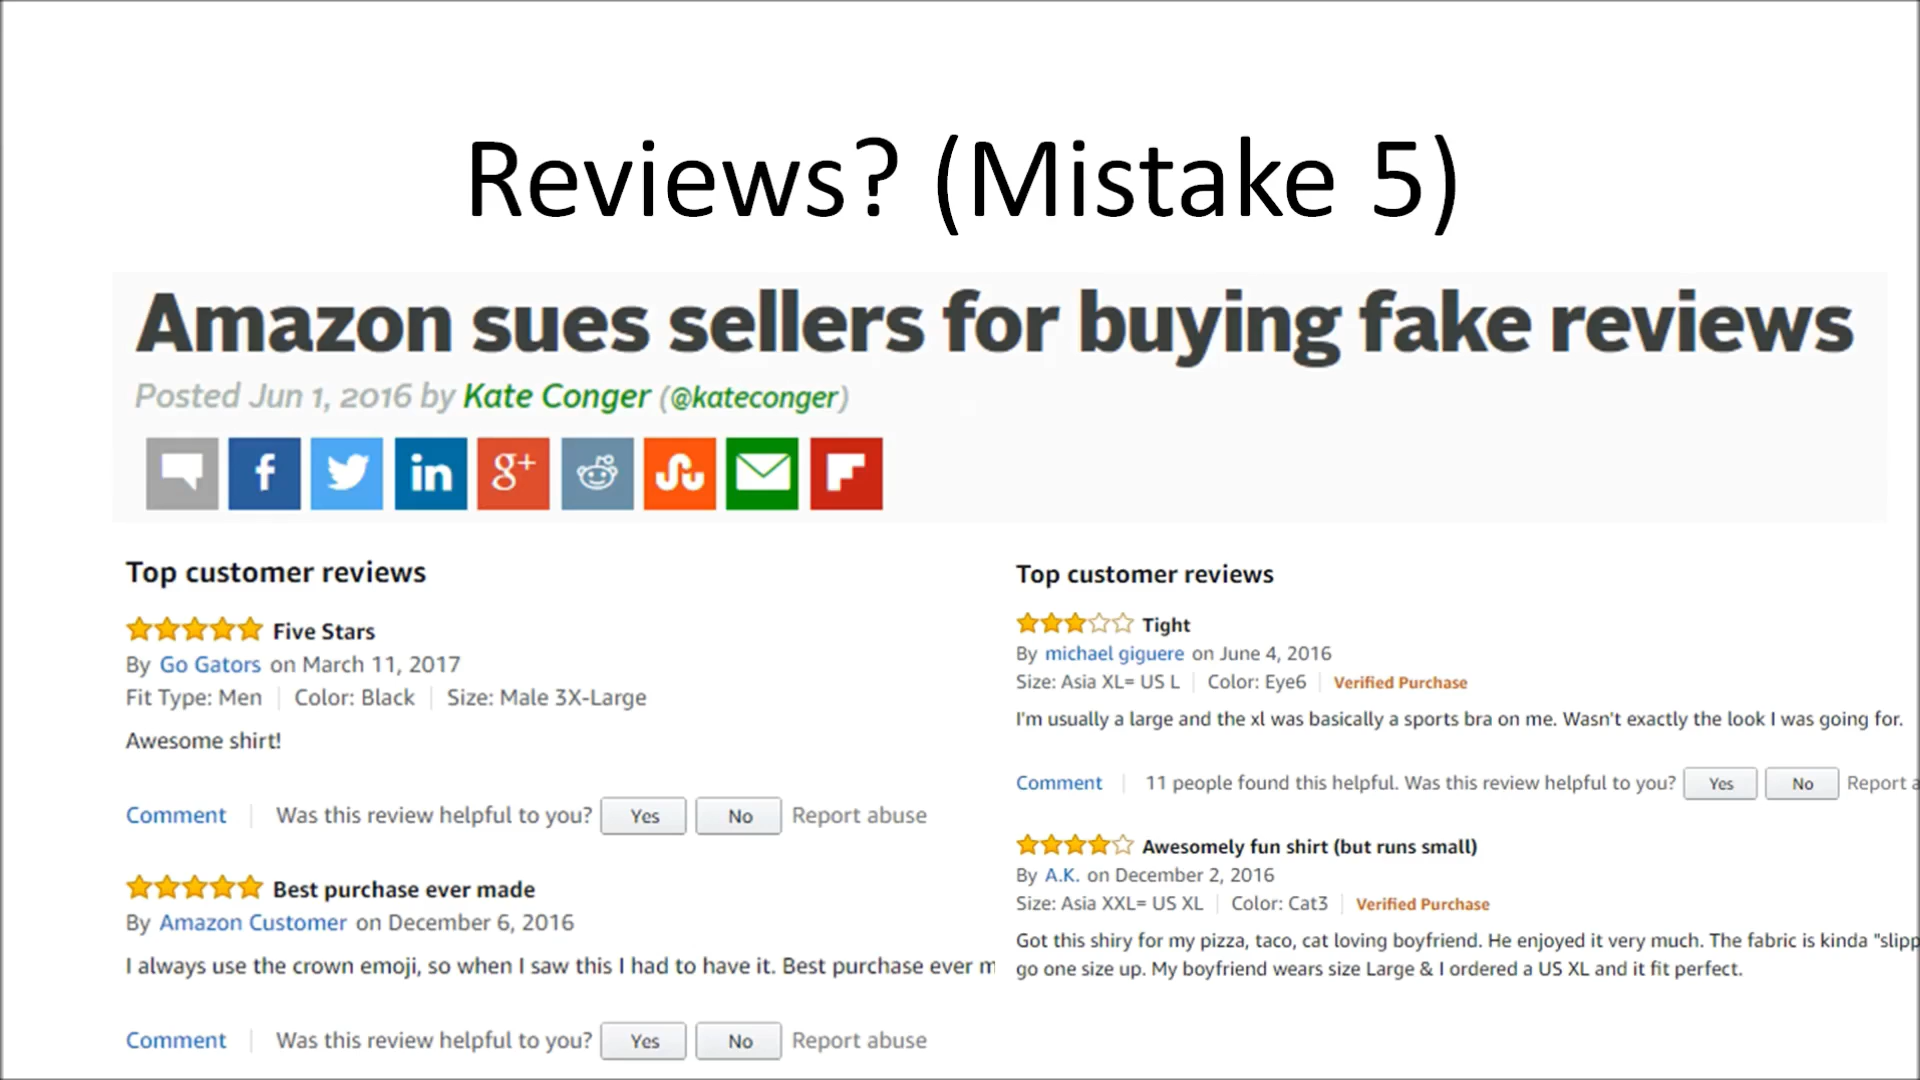 Reviews? (Mistake 5)
Amazon sues sellers for buying fake reviews
Posted Jun 1, 2016 by Kate Conger (@kateconger)
f in g+
Top customer reviews
Five Stars
By Go Gators on March 11, 2017
Fit Type: Men | Color: Black | Size: Male 3X-Large
Awesome shirt!
Comment | Was this review helpful to you? Yes No Report abuse
Best purchase ever made
By Amazon Customer on December 6, 2016
I always use the crown emoji, so when I saw this I had to have it. Best purchase ever m
Comment | Was this review helpful to you? Yes No Report abuse
Top customer reviews
Tight
By michael giguere on June 4, 2016
Size: Asia XL= US L | Color: Eye6 | Verified Purchase
I'm usually a large and the xl was basically a sports bra on me. Wasn't exactly the look I was going for.
Comment | 11 people found this helpful. Was this review helpful to you? Yes No Report a
Awesomely fun shirt (but runs small)
By A.K. on December 2, 2016
Size: Asia XXL= US XL | Color: Cat3 | Verified Purchase
Got this shiry for my pizza, taco, cat loving boyfriend. He enjoyed it very much. The fabric is kinda "slipp
go one size up. My boyfriend wears size Large & I ordered a US XL and it fit perfect.